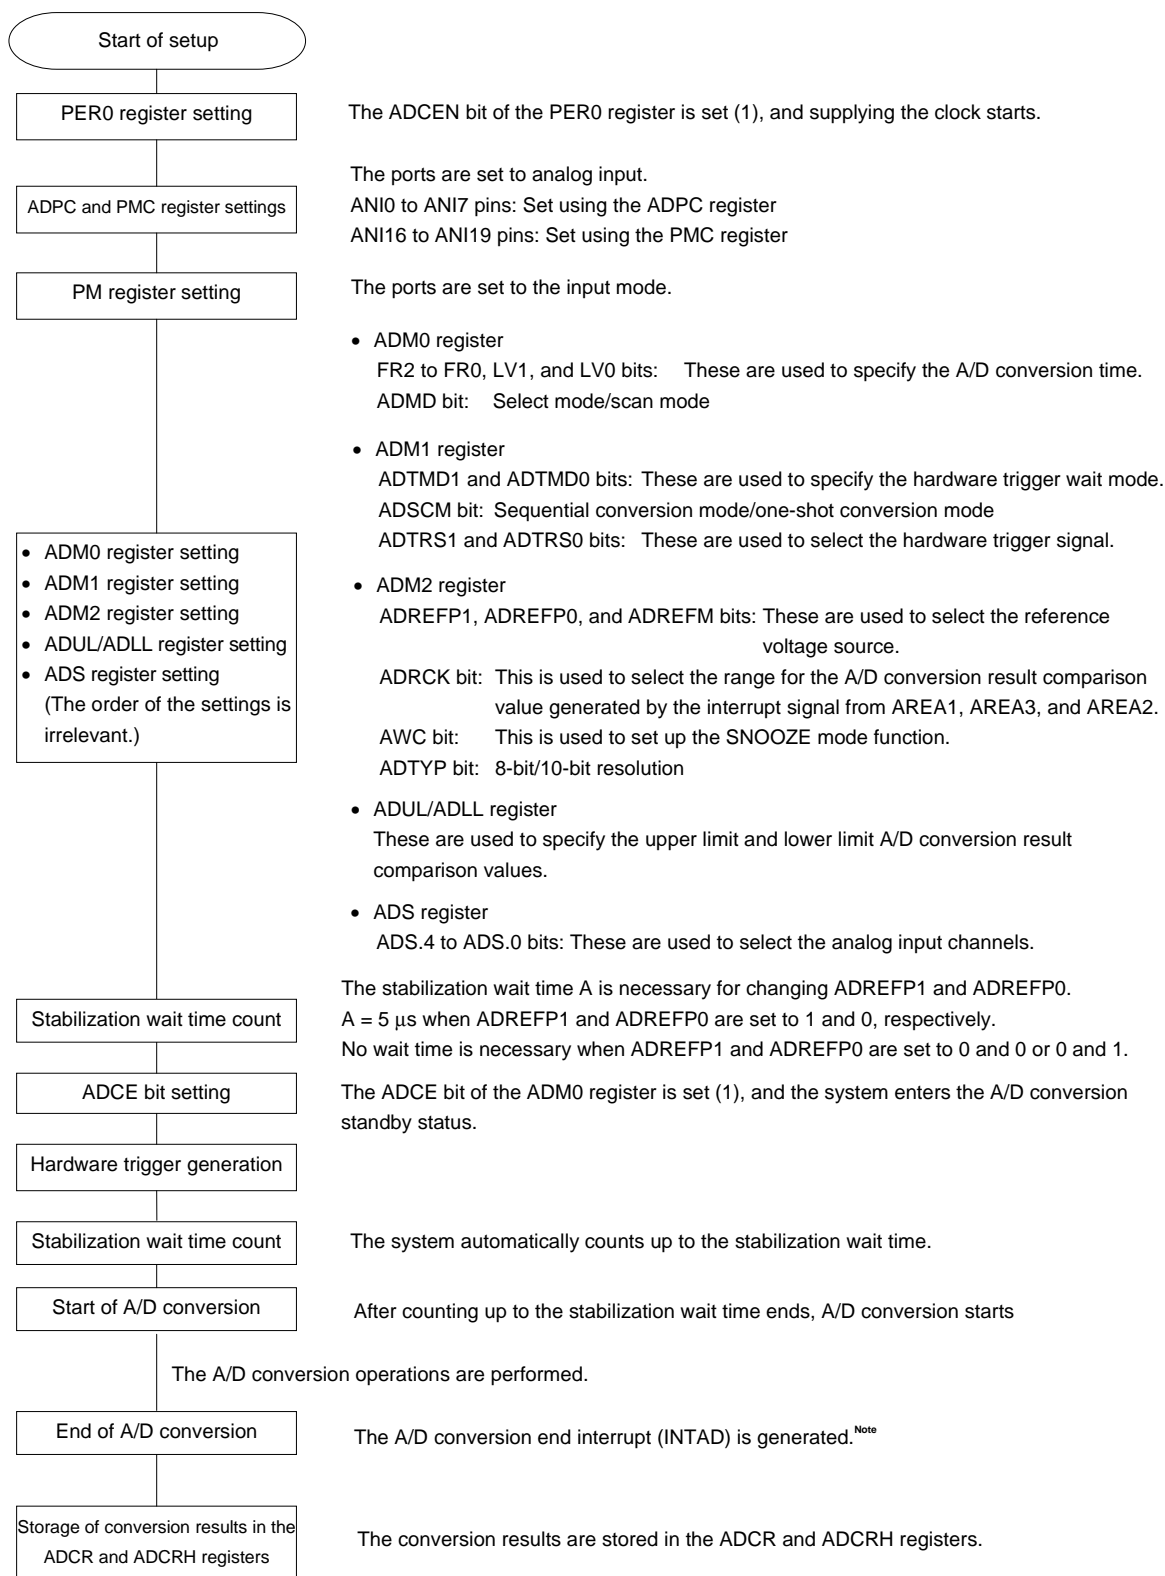 Start of setup
PER0 register setting
The ADCEN bit of the PER0 register is set (1), and supplying the clock starts.
ADPC and PMC register settings
The ports are set to analog input.
ANI0 to ANI7 pins: Set using the ADPC register
ANI16 to ANI19 pins: Set using the PMC register
PM register setting
The ports are set to the input mode.
• ADM0 register setting
• ADM1 register setting
• ADM2 register setting
• ADUL/ADLL register setting
• ADS register setting
(The order of the settings is
irrelevant.)
• ADM0 register
FR2 to FR0, LV1, and LV0 bits: These are used to specify the A/D conversion time.
ADMD bit: Select mode/scan mode
• ADM1 register
ADTMD1 and ADTMD0 bits: These are used to specify the hardware trigger wait mode.
ADSCM bit: Sequential conversion mode/one-shot conversion mode
ADTRS1 and ADTRS0 bits: These are used to select the hardware trigger signal.
• ADM2 register
ADREFP1, ADREFP0, and ADREFM bits: These are used to select the reference
voltage source.
ADRCK bit: This is used to select the range for the A/D conversion result comparison
value generated by the interrupt signal from AREA1, AREA3, and AREA2.
AWC bit: This is used to set up the SNOOZE mode function.
ADTYP bit: 8-bit/10-bit resolution
• ADUL/ADLL register
These are used to specify the upper limit and lower limit A/D conversion result
comparison values.
• ADS register
ADS.4 to ADS.0 bits: These are used to select the analog input channels.
Stabilization wait time count
The stabilization wait time A is necessary for changing ADREFP1 and ADREFP0.
A = 5 μs when ADREFP1 and ADREFP0 are set to 1 and 0, respectively.
No wait time is necessary when ADREFP1 and ADREFP0 are set to 0 and 0 or 0 and 1.
ADCE bit setting
The ADCE bit of the ADM0 register is set (1), and the system enters the A/D conversion
standby status.
Hardware trigger generation
Stabilization wait time count
The system automatically counts up to the stabilization wait time.
Start of A/D conversion
After counting up to the stabilization wait time ends, A/D conversion starts
The A/D conversion operations are performed.
End of A/D conversion
The A/D conversion end interrupt (INTAD) is generated.Note
Storage of conversion results in the
ADCR and ADCRH registers
The conversion results are stored in the ADCR and ADCRH registers.